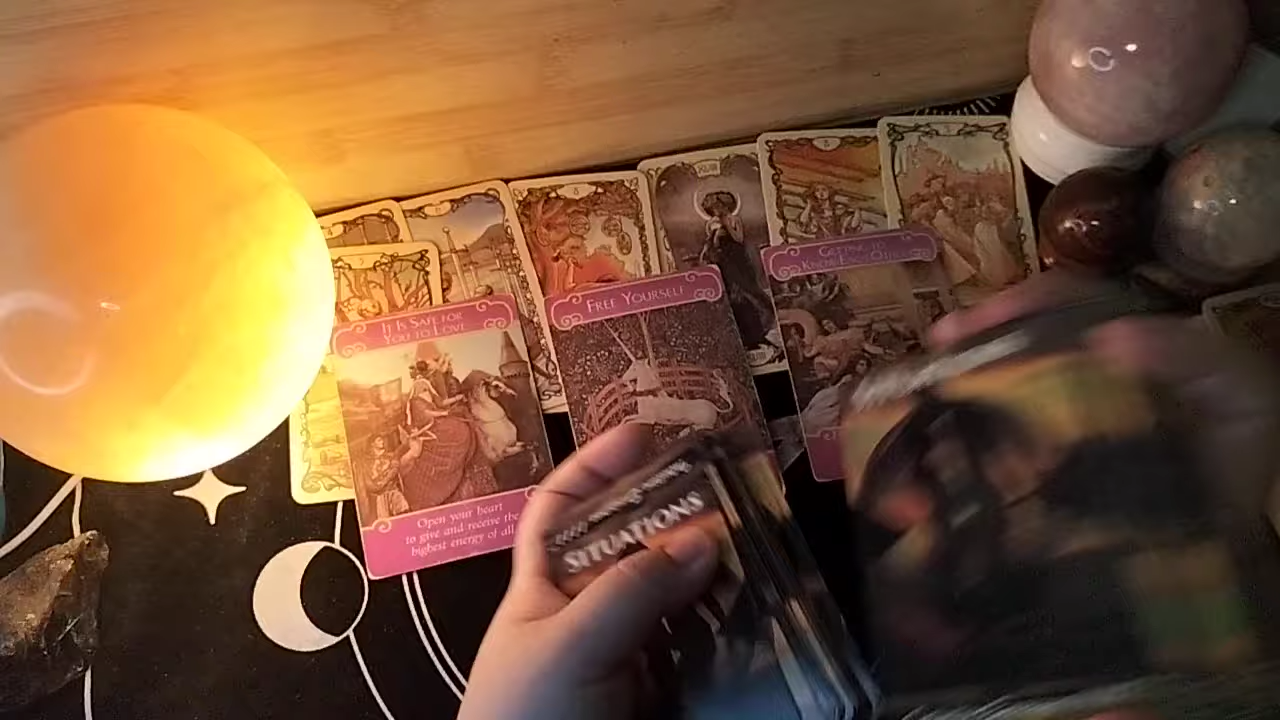 It Is Safe for
You to Love
Free Yourself
Getting to
Know Each Other
Open your heart
to give and receive the
highest energy of all
SITUATIONS
XVIII